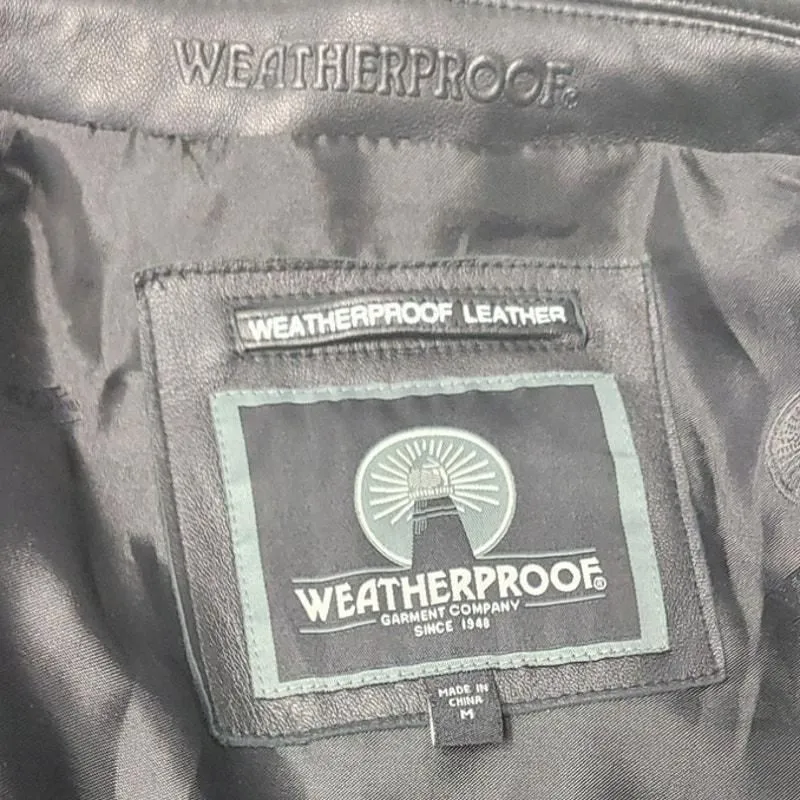 WEATHERPROOF®
WEATHERPROOF LEATHER
WEATHERPROOF®
GARMENT COMPANY
SINCE 1948
MADE IN
CHINA
M